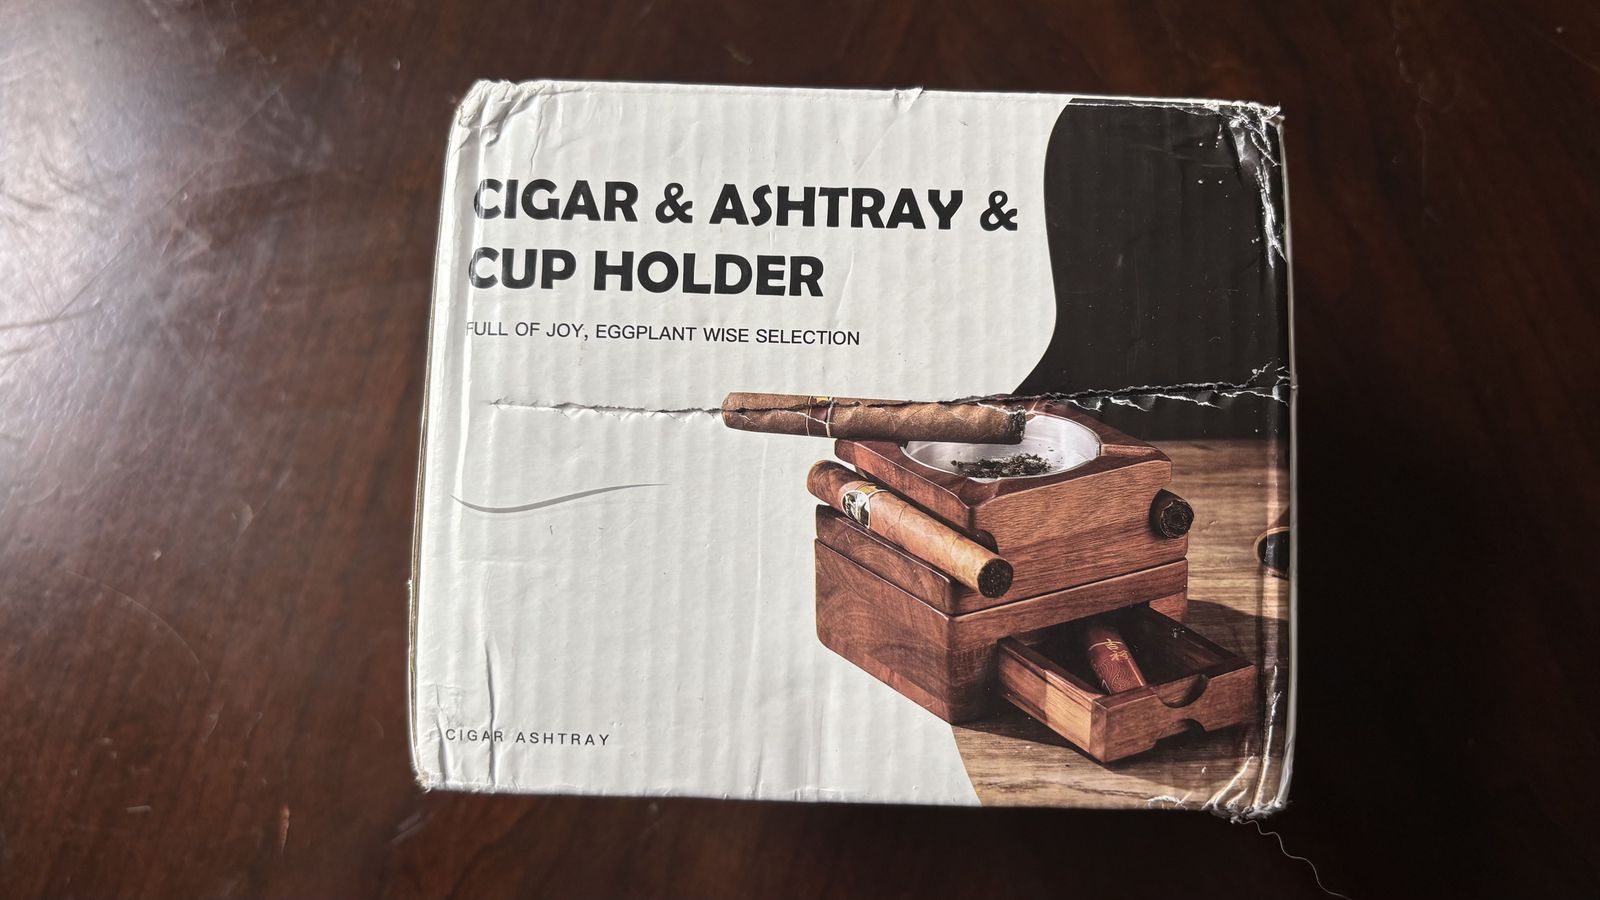 CIGAR & ASHTRAY &
CUP HOLDER
FULL OF JOY, EGGPLANT WISE SELECTION
CIGAR ASHTRAY